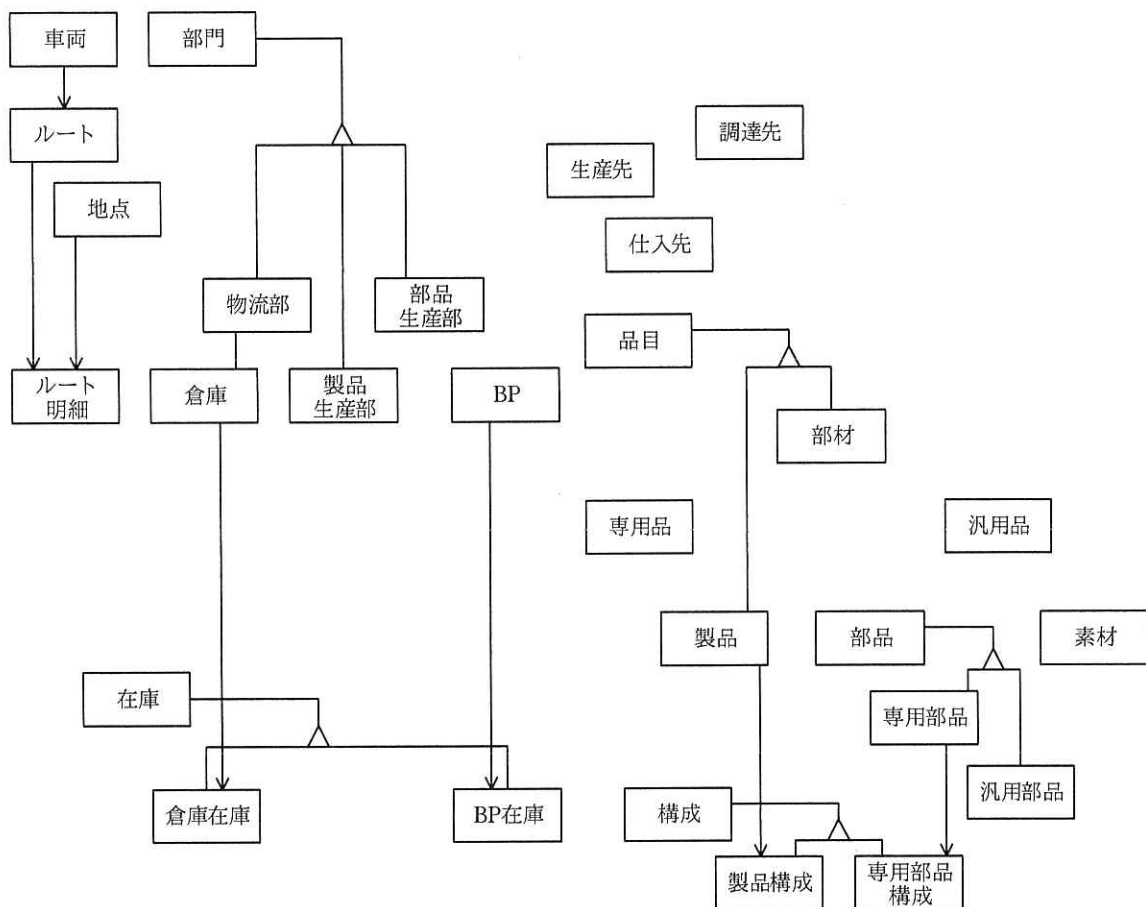 車両
部門
ルート
調達先
生産先
地点
仕入先
物流部
部品
生産部
品目
ルート
明細
倉庫
製品
生産部
BP
部材
専用品
汎用品
製品
部品
素材
在庫
専用部品
汎用部品
倉庫在庫
BP在庫
構成
製品構成
専用部品
構成